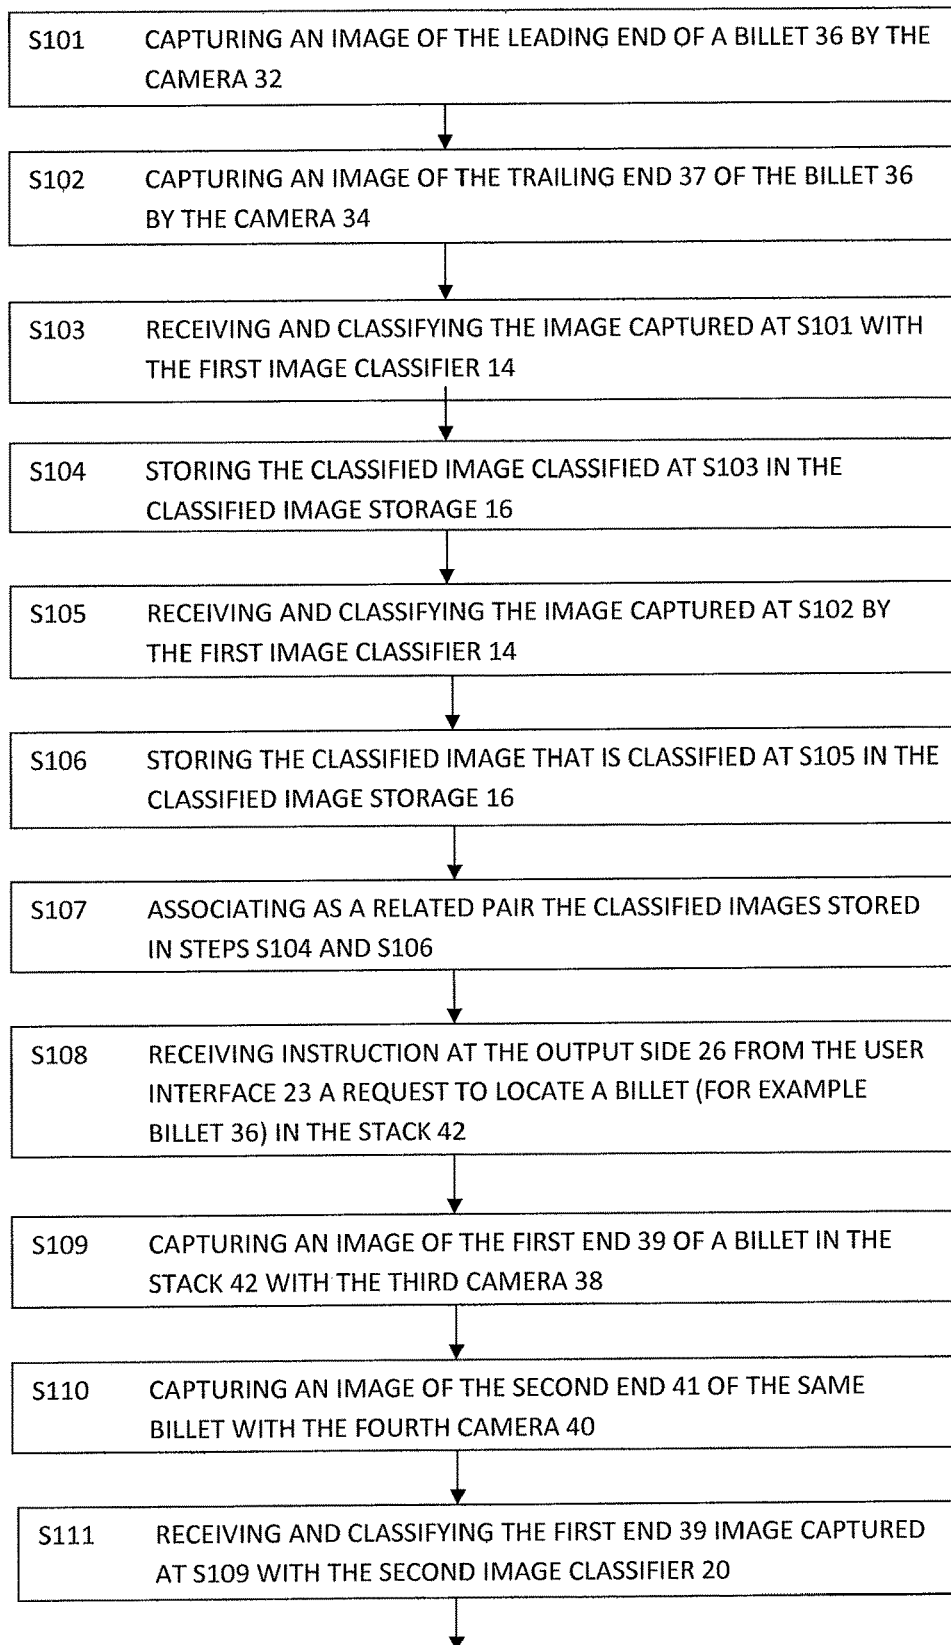 S101 CAPTURING AN IMAGE OF THE LEADING END OF A BILLET 36 BY THE
CAMERA 32
S102 CAPTURING AN IMAGE OF THE TRAILING END 37 OF THE BILLET 36
BY THE CAMERA 34
S103 RECEIVING AND CLASSIFYING THE IMAGE CAPTURED AT S101 WITH
THE FIRST IMAGE CLASSIFIER 14
S104 STORING THE CLASSIFIED IMAGE CLASSIFIED AT S103 IN THE
CLASSIFIED IMAGE STORAGE 16
S105 RECEIVING AND CLASSIFYING THE IMAGE CAPTURED AT S102 BY
THE FIRST IMAGE CLASSIFIER 14
S106 STORING THE CLASSIFIED IMAGE THAT IS CLASSIFIED AT S105 IN THE
CLASSIFIED IMAGE STORAGE 16
S107 ASSOCIATING AS A RELATED PAIR THE CLASSIFIED IMAGES STORED
IN STEPS S104 AND S106
S108 RECEIVING INSTRUCTION AT THE OUTPUT SIDE 26 FROM THE USER
INTERFACE 23 A REQUEST TO LOCATE A BILLET (FOR EXAMPLE
BILLET 36) IN THE STACK 42
S109 CAPTURING AN IMAGE OF THE FIRST END 39 OF A BILLET IN THE
STACK 42 WITH THE THIRD CAMERA 38
S110 CAPTURING AN IMAGE OF THE SECOND END 41 OF THE SAME
BILLET WITH THE FOURTH CAMERA 40
S111 RECEIVING AND CLASSIFYING THE FIRST END 39 IMAGE CAPTURED
AT S109 WITH THE SECOND IMAGE CLASSIFIER 20